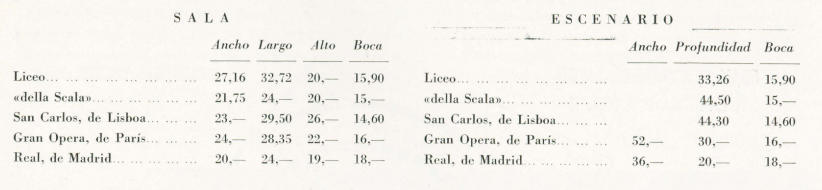 SALA
Ancho Largo Alto Boca
Liceo... ... ... ... ... ... ... ... 27,16 32,72 20,— 15,90
«della Scala»... ... ... ... ... ... 21,75 24,— 20,— 15,—
San Carlos, de Lisboa... ... ... ... 23,— 29,50 26,— 14,60
Gran Opera, de París... ... ... ... 24,— 28,35 22,— 16,—
Real, de Madrid... ... ... ... ... 20,— 24,— 19,— 18,—
ESCENARIO
Ancho Profundidad Boca
Liceo... ... ... ... ... ... ... ... 33,26 15,90
«della Scala»... ... ... ... ... ... 44,50 15,—
San Carlos, de Lisboa... ... ... 44,30 14,60
Gran Opera, de París... ... ... 52,— 30,— 16,—
Real, de Madrid... ... ... ... ... 36,— 20,— 18,—